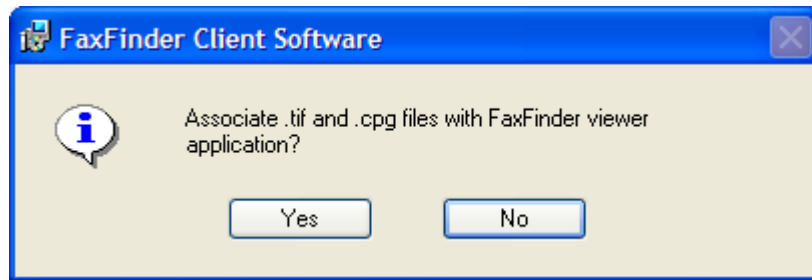 FaxFinder Client Software
Associate .tif and .cpg files with FaxFinder viewer
application?
Yes No